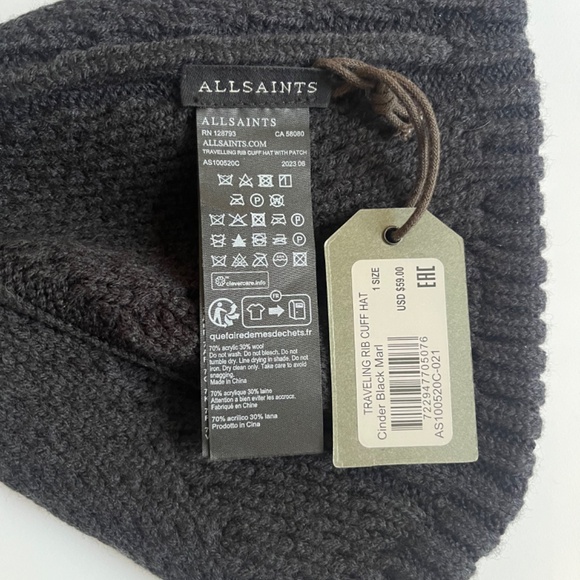 ALLSAINTS
ALLSAINTS
RN 128793 CA 56080
ALLSAINTS.COM
TRAVELLING RIB CUFF HAT WITH PATCH
AS100520C 2023 06
clevercare.info
FR
quefairedemesdechets.fr
70% acrylic 30% wool
Do not wash. Do not bleach. Do not
tumble dry. Line drying in shade. Do not
iron. Dry clean only. Take care to avoid
snagging.
Made in China
70% acrylique 30% laine
Attention a bien eviter les accrocs.
Fabriqué en Chine
70% acrilico 30% lana
Prodotto in Cina
TRAVELING RIB CUFF HAT
Cinder Black Marl
1 SIZE
USD $59.00
EAC
722947705076
AS100520C-021